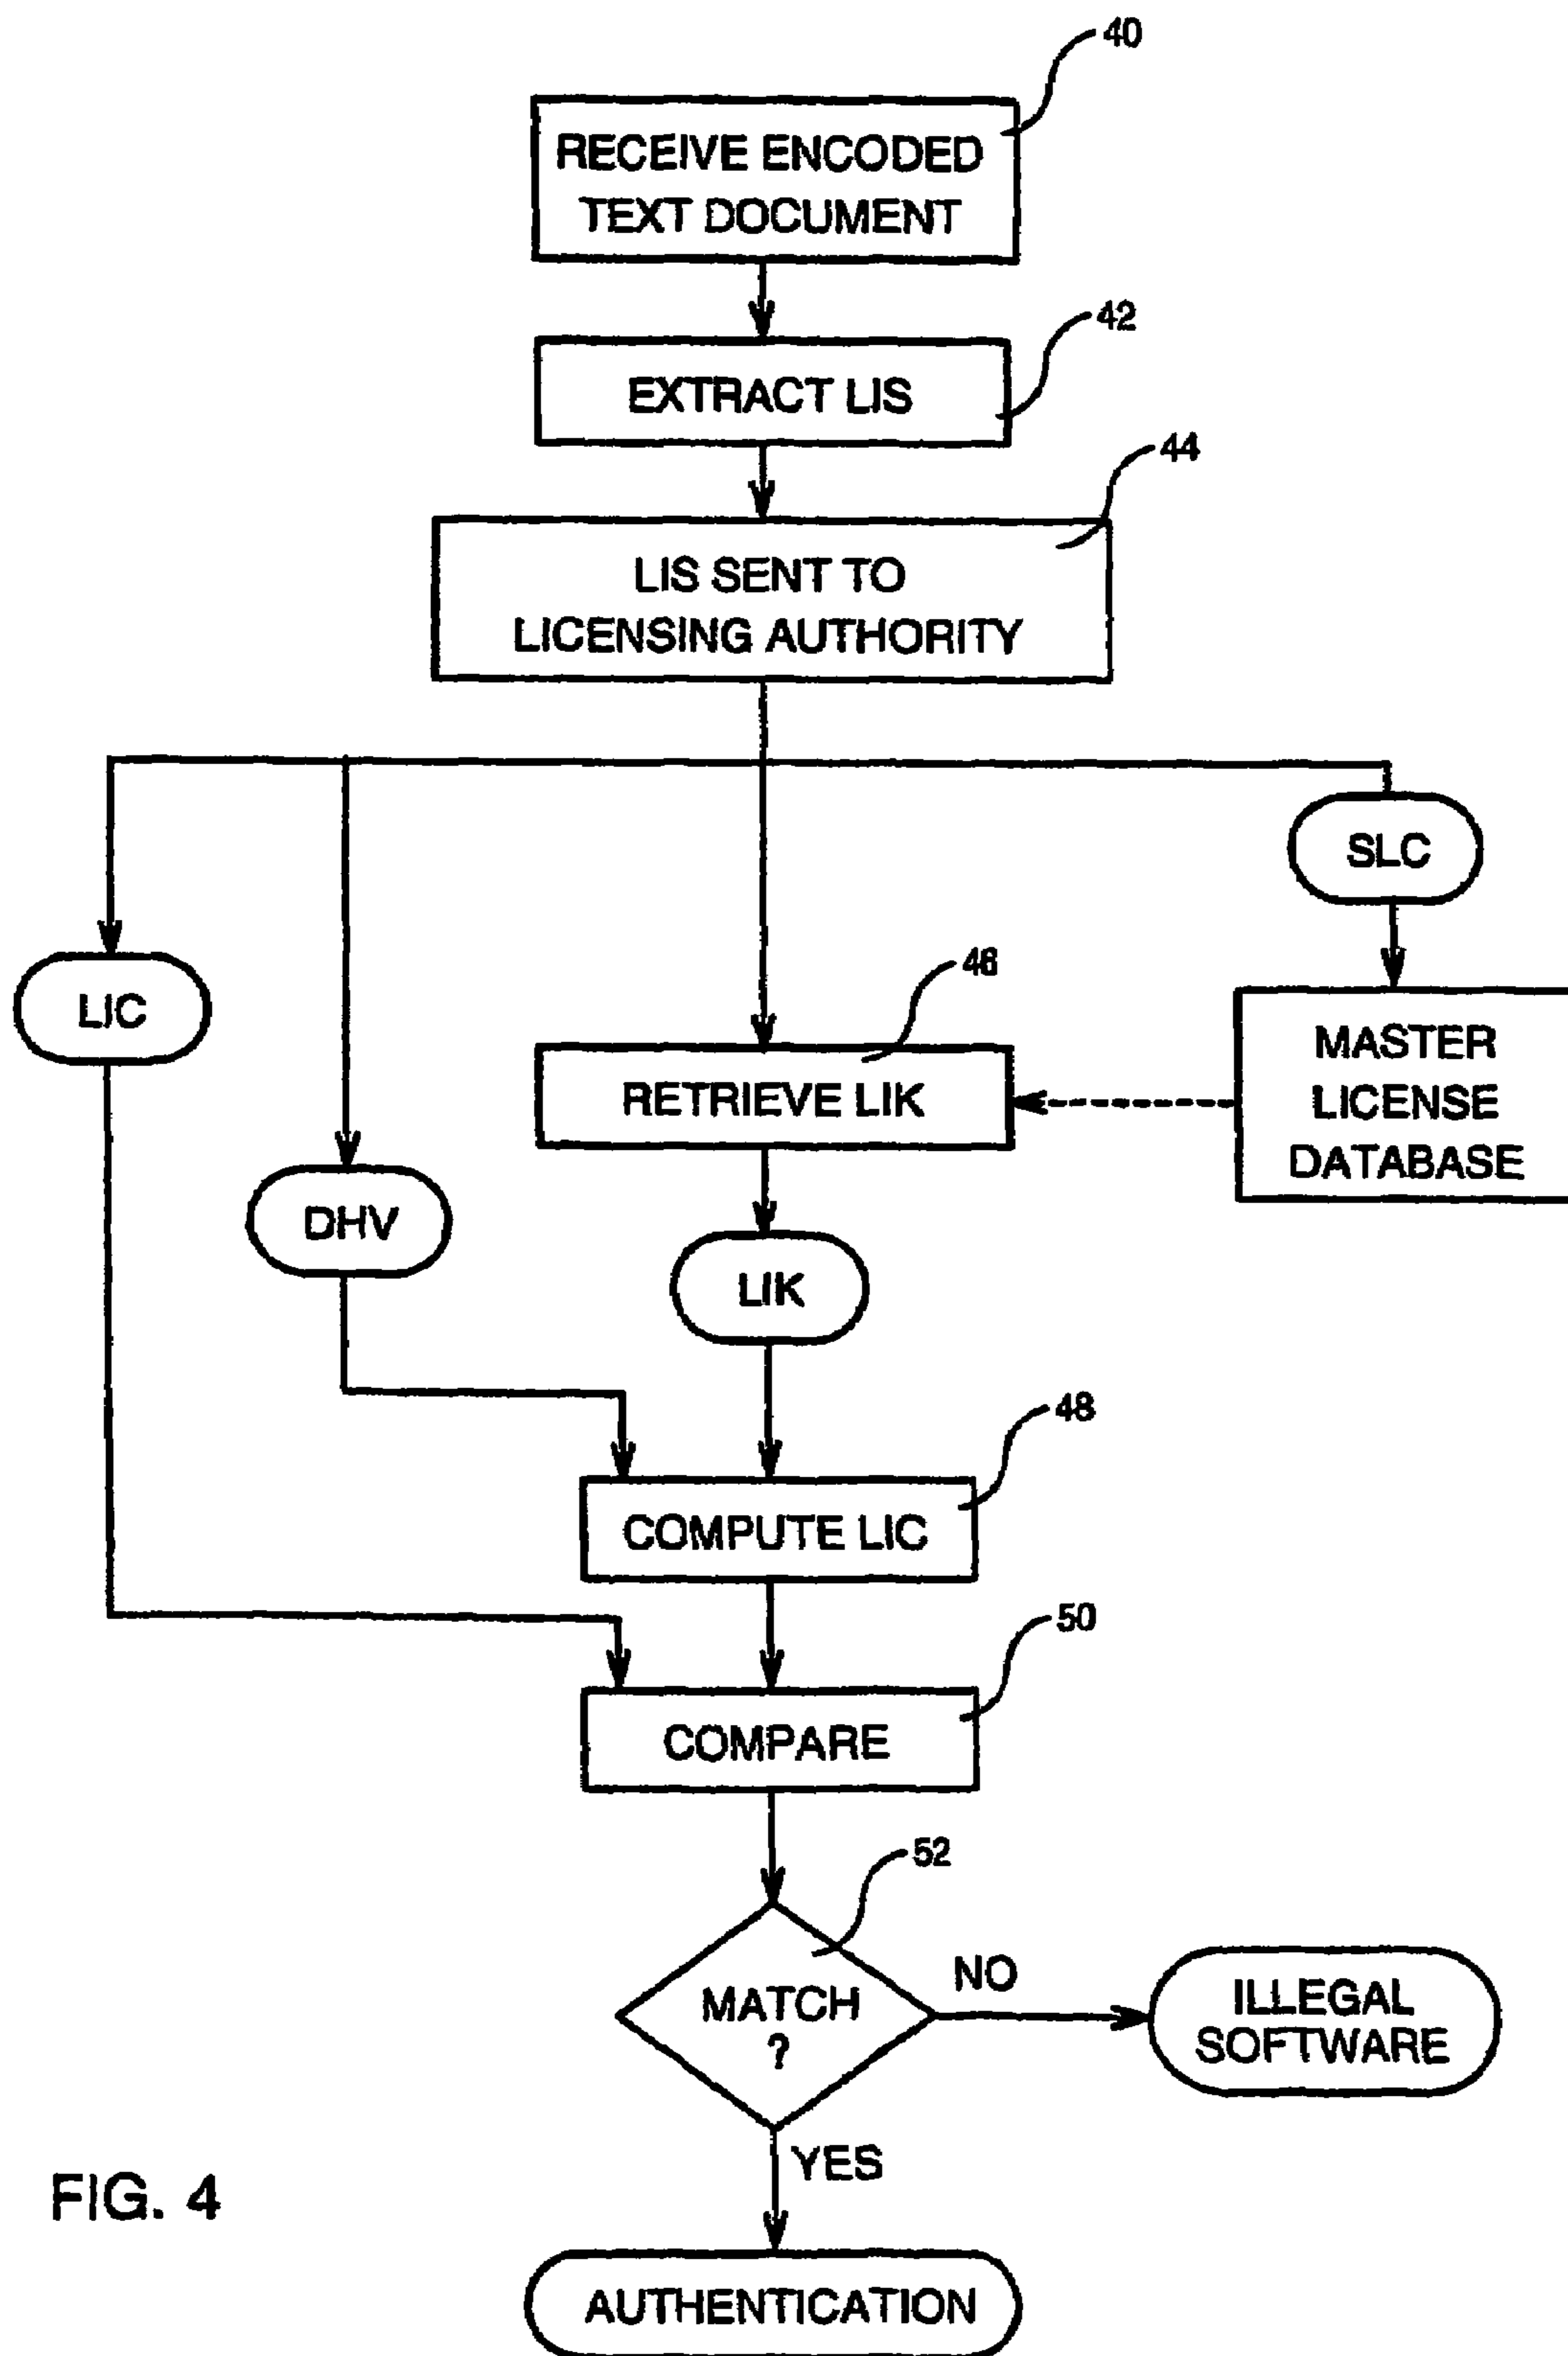 40
RECEIVE ENCODED
TEXT DOCUMENT
42
EXTRACT LIS
44
LIS SENT TO
LICENSING AUTHORITY
SLC
LIC
46
RETRIEVE LIK
MASTER
LICENSE
DATABASE
DHV
LIK
48
COMPUTE LIC
50
COMPARE
52
MATCH
?
NO
ILLEGAL
SOFTWARE
YES
FIG. 4
AUTHENTICATION